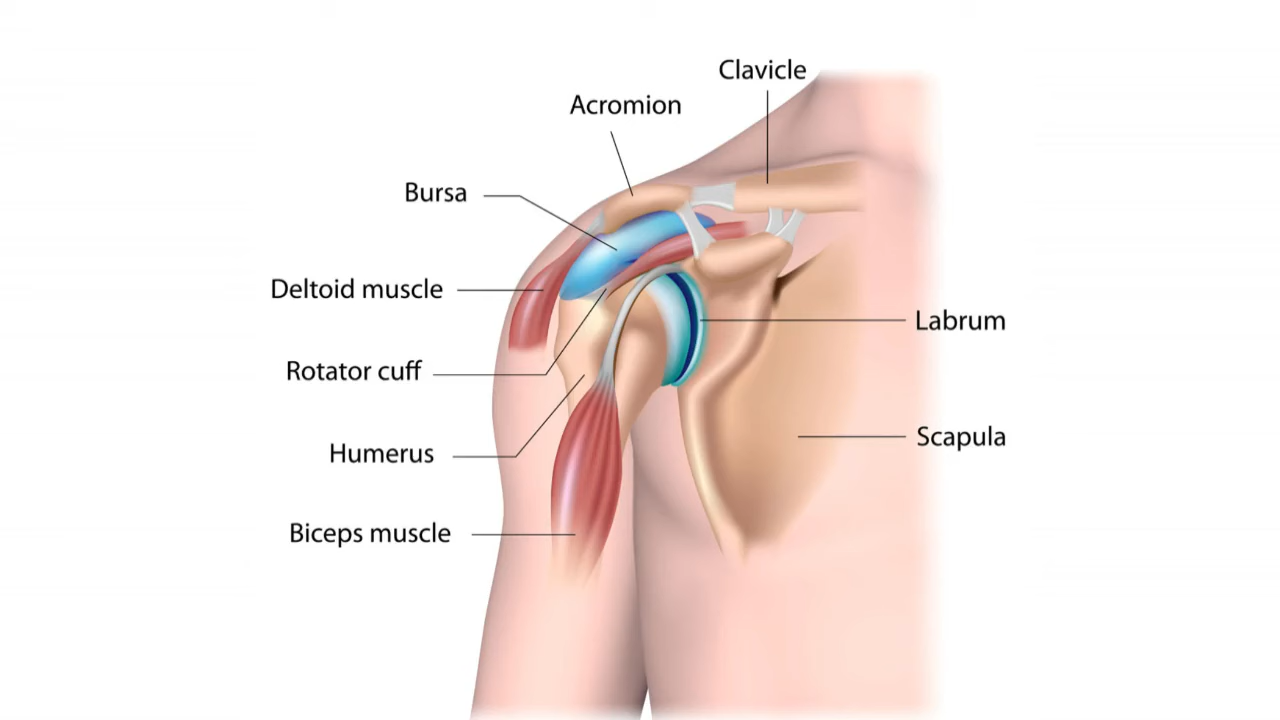 Clavicle
Acromion
Bursa
Deltoid muscle
Labrum
Rotator cuff
Scapula
Humerus
Biceps muscle